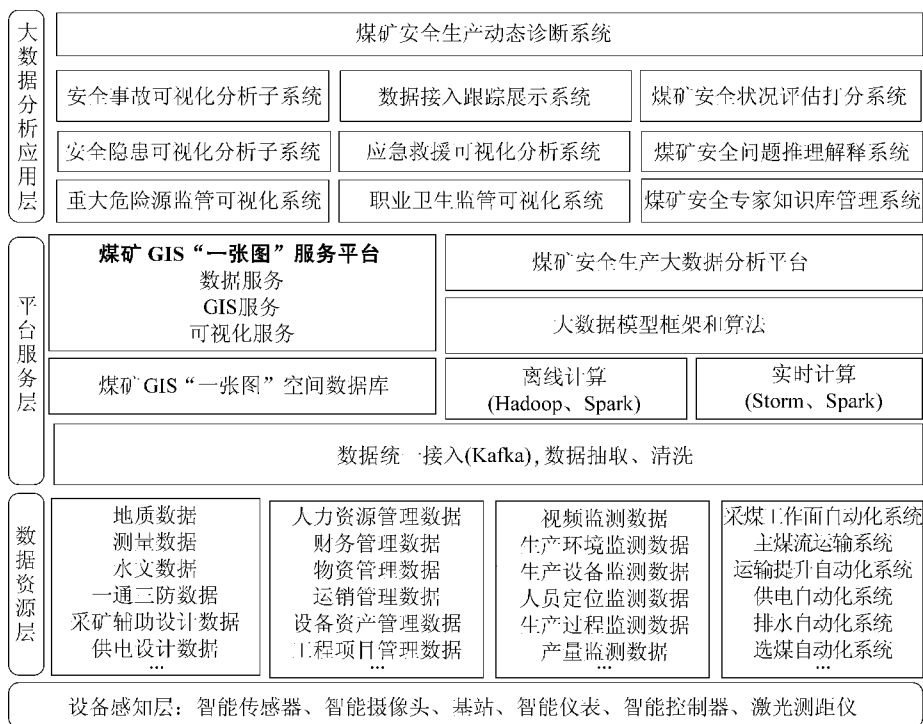 大数据分析应用层
煤矿安全生产动态诊断系统
安全事故可视化分析子系统
数据接入跟踪展示系统
煤矿安全状况评估打分系统
安全隐患可视化分析子系统
应急救援可视化分析系统
煤矿安全问题推理解释系统
重大危险源监管可视化系统
职业卫生监管可视化系统
煤矿安全专家知识库管理系统
平台服务层
煤矿 GIS“一张图”服务平台
数据服务
GIS服务
可视化服务
煤矿安全生产大数据分析平台
大数据模型框架和算法
煤矿 GIS“一张图”空间数据库
离线计算
(Hadoop、Spark)
实时计算
(Storm、Spark)
数据统一接入(Kafka),数据抽取、清洗
数据资源层
地质数据
测量数据
水文数据
一通三防数据
采矿辅助设计数据
供电设计数据
...
人力资源管理数据
财务管理数据
物资管理数据
运销管理数据
设备资产管理数据
工程项目管理数据
...
视频监测数据
生产环境监测数据
生产设备监测数据
人员定位监测数据
生产过程监测数据
产量监测数据
...
采煤工作面自动化系统
主煤流运输系统
运输提升自动化系统
供电自动化系统
排水自动化系统
选煤自动化系统
...
设备感知层：智能传感器、智能摄像头、基站、智能仪表、智能控制器、激光测距仪